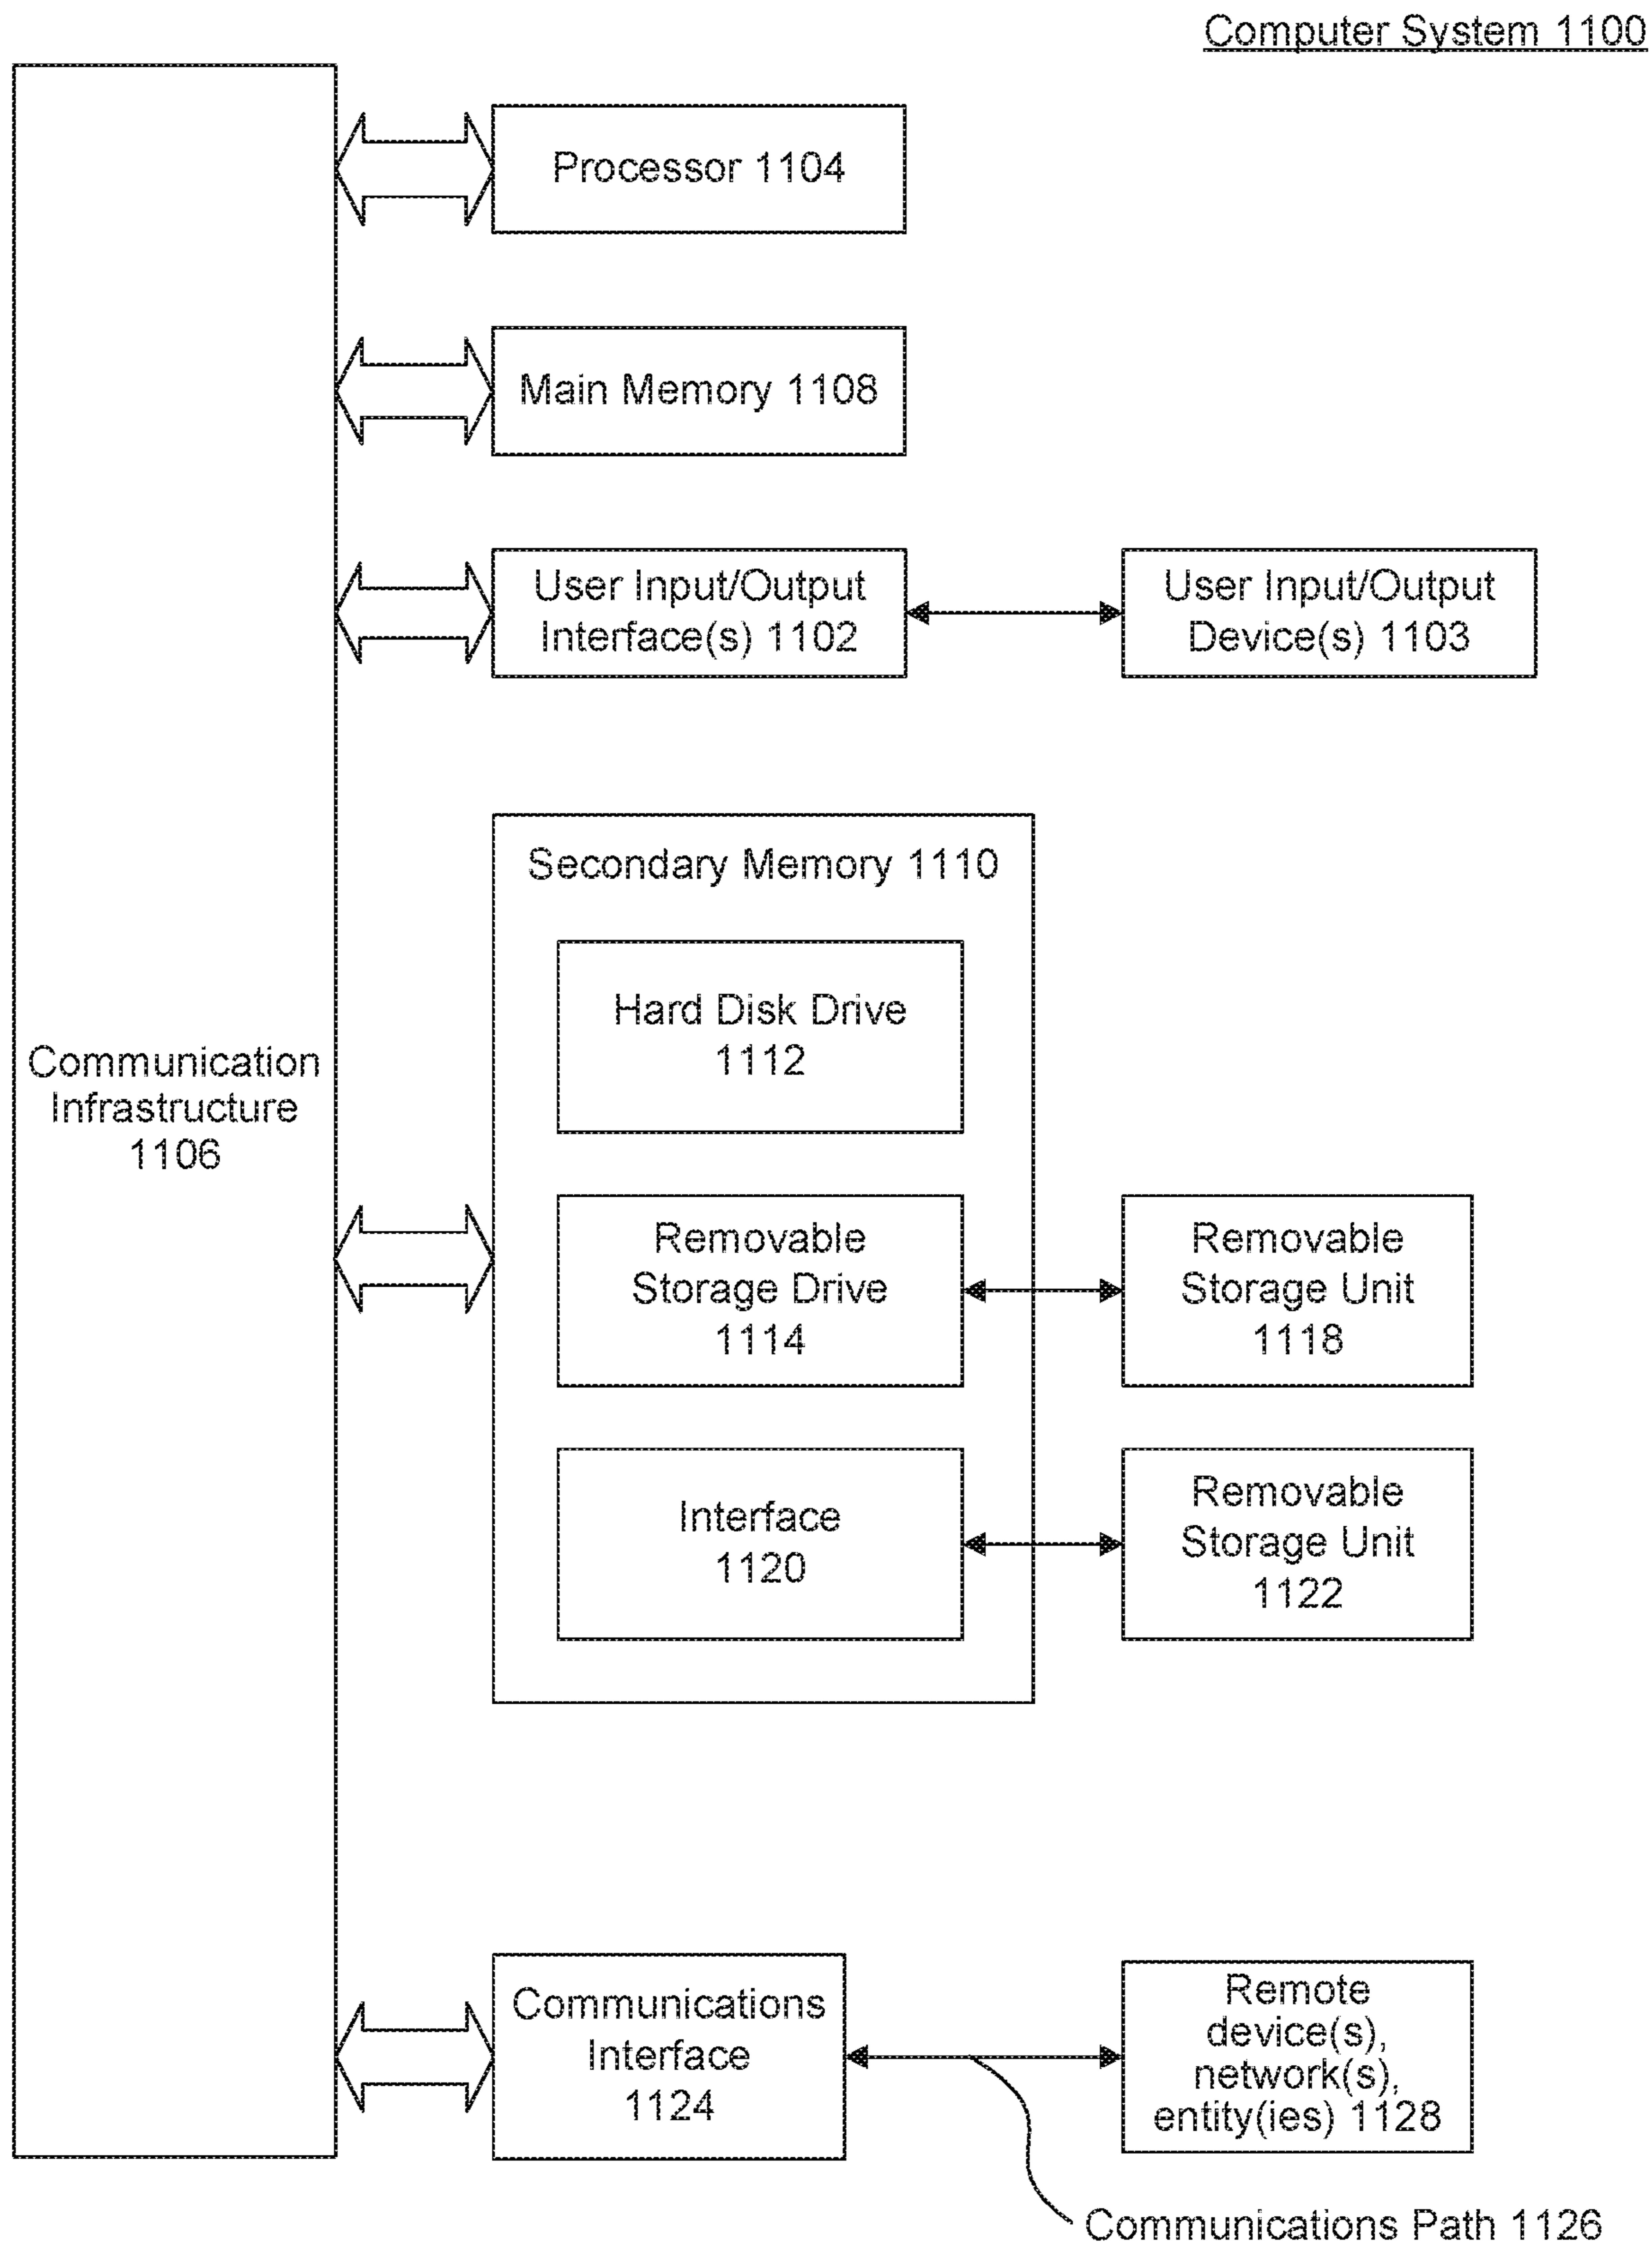 Computer System 1100
Processor 1104
Main Memory 1108
User Input/Output
Interface(s) 1102
User Input/Output
Device(s) 1103
Secondary Memory 1110
Hard Disk Drive
1112
Communication
Infrastructure
1106
Removable
Storage Drive
1114
Removable
Storage Unit
1118
Interface
1120
Removable
Storage Unit
1122
Communications
Interface
1124
Remote
device(s),
network(s),
entity(ies) 1128
Communications Path 1126